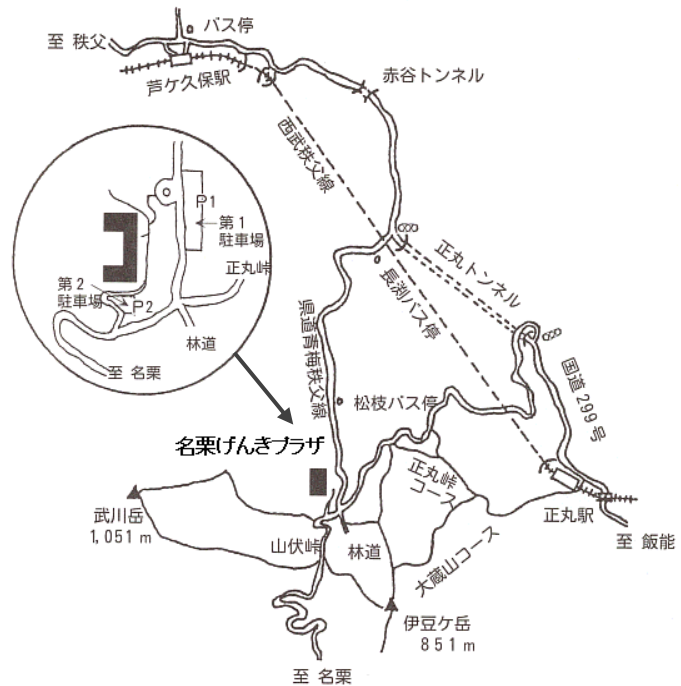 バス停
至 秩父
芦ケ久保駅
赤谷トンネル
西武秩父線
P1
第1
駐車場
正丸峠
第2
駐車場
P2
林道
至 名栗
正丸トンネル
長渕バス停
県道青梅秩父線
国道299号
松枝バス停
名栗げんきプラザ
正丸峠
コース
武川岳
1,051m
正丸駅
山伏峠
林道
大蔵山コース
至 飯能
伊豆ケ岳
851m
至 名栗